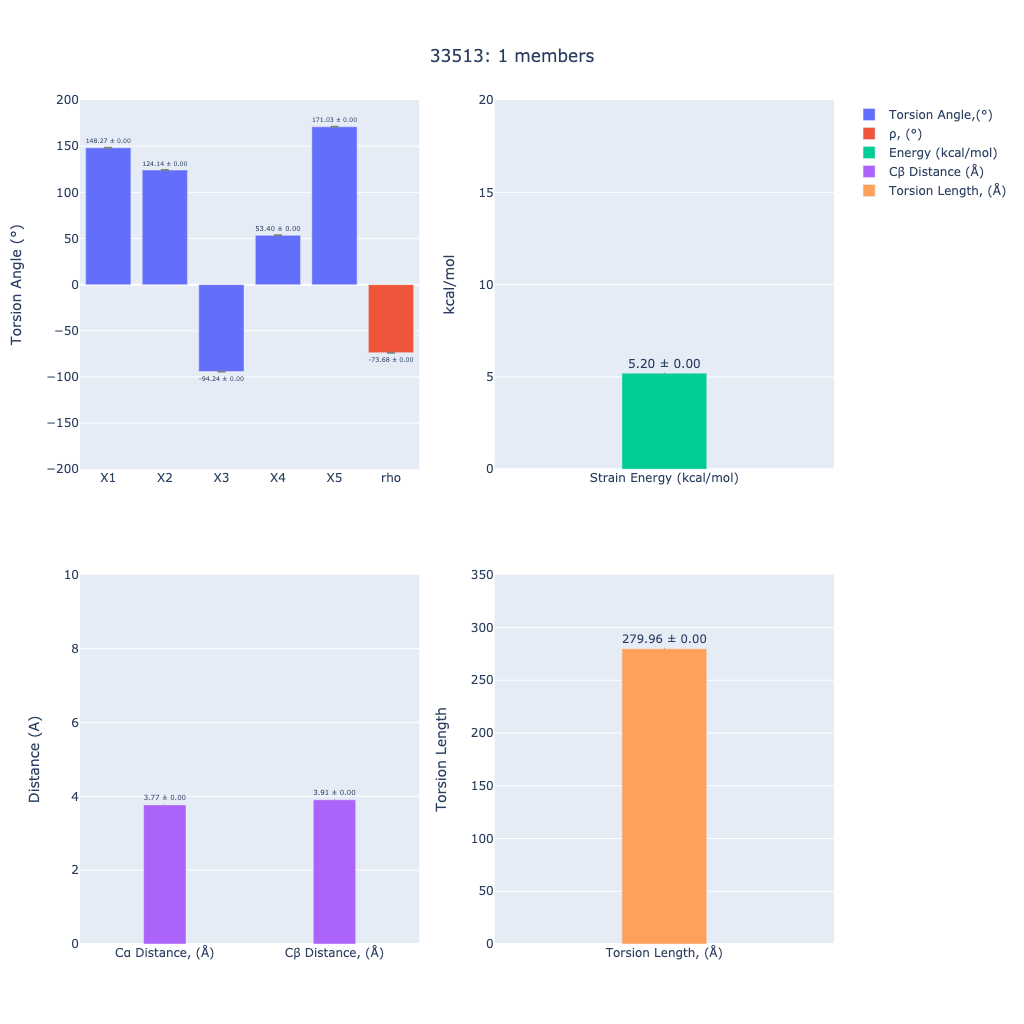 33513: 1 members
Torsion Angle (°)
200
150
100
50
0
−50
−100
−150
−200
148.27 ± 0.00
124.14 ± 0.00
-94.24 ± 0.00
53.40 ± 0.00
171.03 ± 0.00
-73.68 ± 0.00
X1 X2 X3 X4 X5 rho
kcal/mol
20
15
10
5
0
5.20 ± 0.00
Strain Energy (kcal/mol)
Torsion Angle,(°)
ρ, (°)
Energy (kcal/mol)
Cβ Distance (Å)
Torsion Length, (Å)
Distance (A)
10
8
6
4
2
0
3.77 ± 0.00
3.91 ± 0.00
Cα Distance, (Å) Cβ Distance, (Å)
Torsion Length
350
300
250
200
150
100
50
0
279.96 ± 0.00
Torsion Length, (Å)